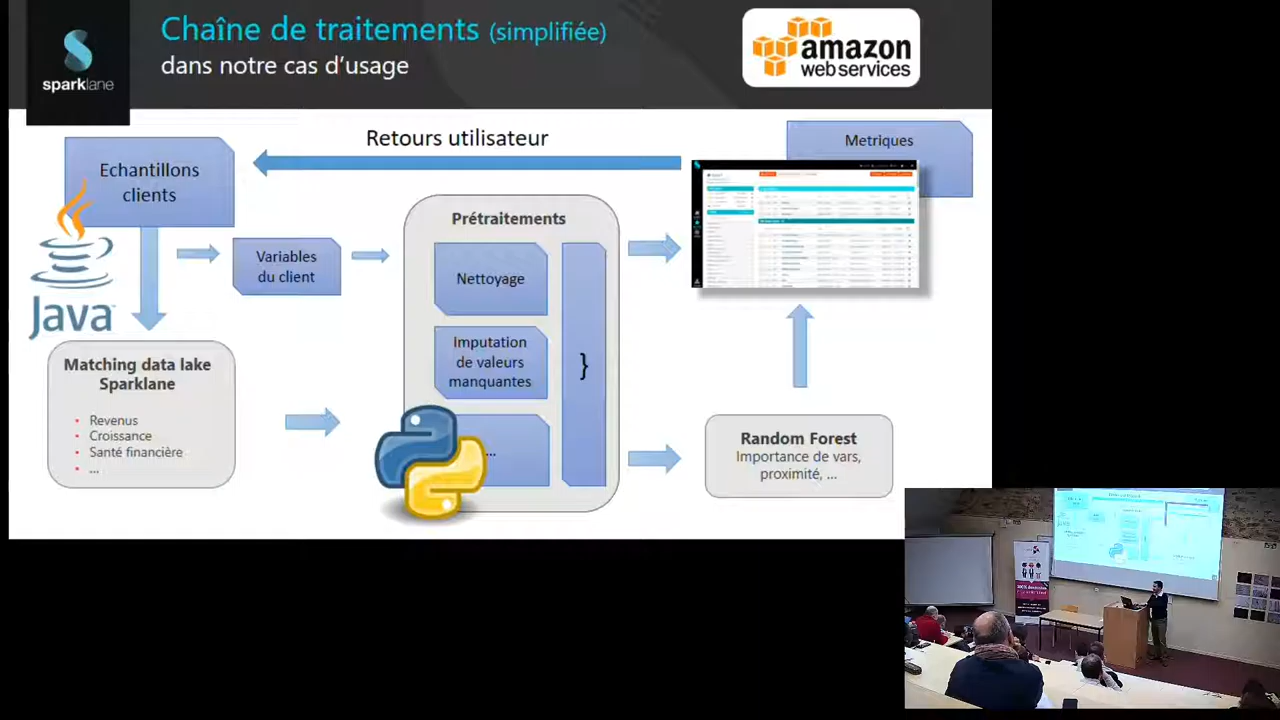 Chaîne de traitements (simplifiée)
dans notre cas d'usage
sparklane
amazon
web services
Retours utilisateur
Metriques
Echantillons
clients
Java
Variables
du client
Prétraitements
Nettoyage
Imputation
de valeurs
manquantes
...
}
Matching data lake
Sparklane
• Revenus
• Croissance
• Santé financière
• ...
Random Forest
Importance de vars,
proximité, ...